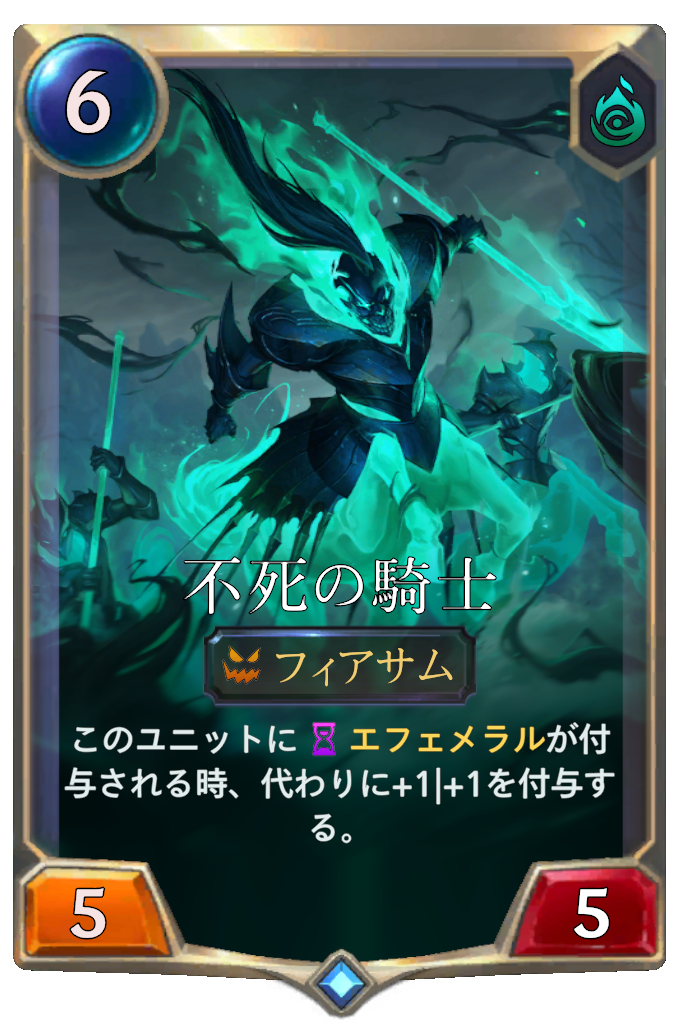 6
不死の騎士
フィアサム
このユニットに エフェメラルが付
与される時、代わりに+1|+1を付与す
る。
5 5